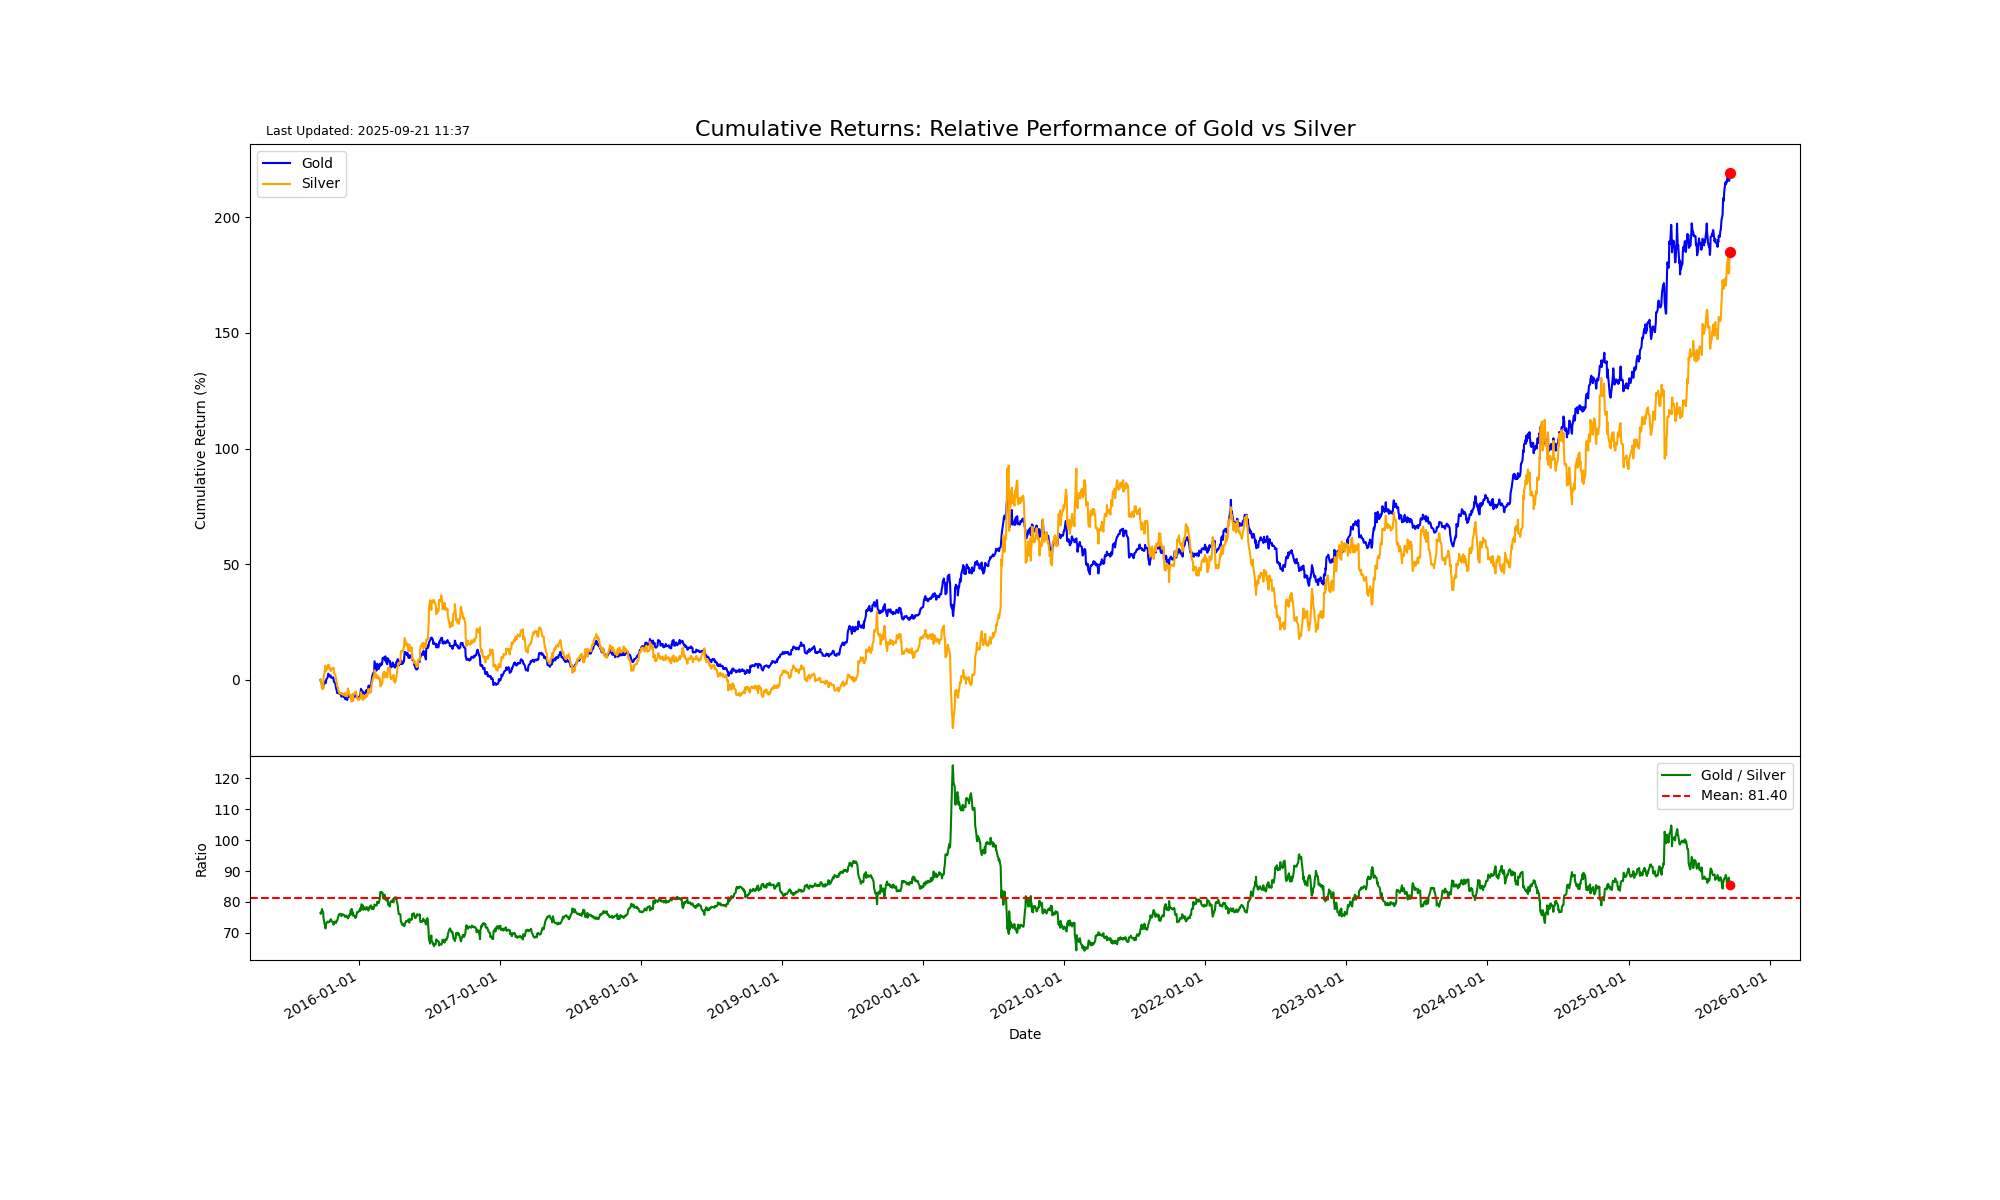 Last Updated: 2025-09-21 11:37
Cumulative Returns: Relative Performance of Gold vs Silver
Gold
Silver
200
150
100
50
0
Cumulative Return (%)
Gold / Silver
Mean: 81.40
120
110
100
90
80
70
Ratio
2016-01-01
2017-01-01
2018-01-01
2019-01-01
2020-01-01
2021-01-01
2022-01-01
2023-01-01
2024-01-01
2025-01-01
2026-01-01
Date